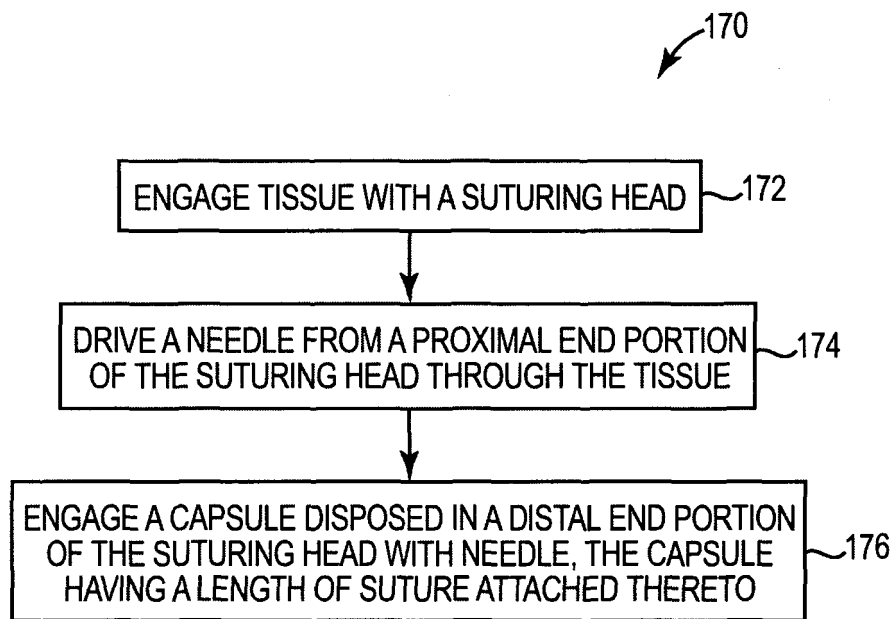 170
ENGAGE TISSUE WITH A SUTURING HEAD
172
DRIVE A NEEDLE FROM A PROXIMAL END PORTION
OF THE SUTURING HEAD THROUGH THE TISSUE
174
ENGAGE A CAPSULE DISPOSED IN A DISTAL END PORTION
OF THE SUTURING HEAD WITH NEEDLE, THE CAPSULE
HAVING A LENGTH OF SUTURE ATTACHED THERETO
176